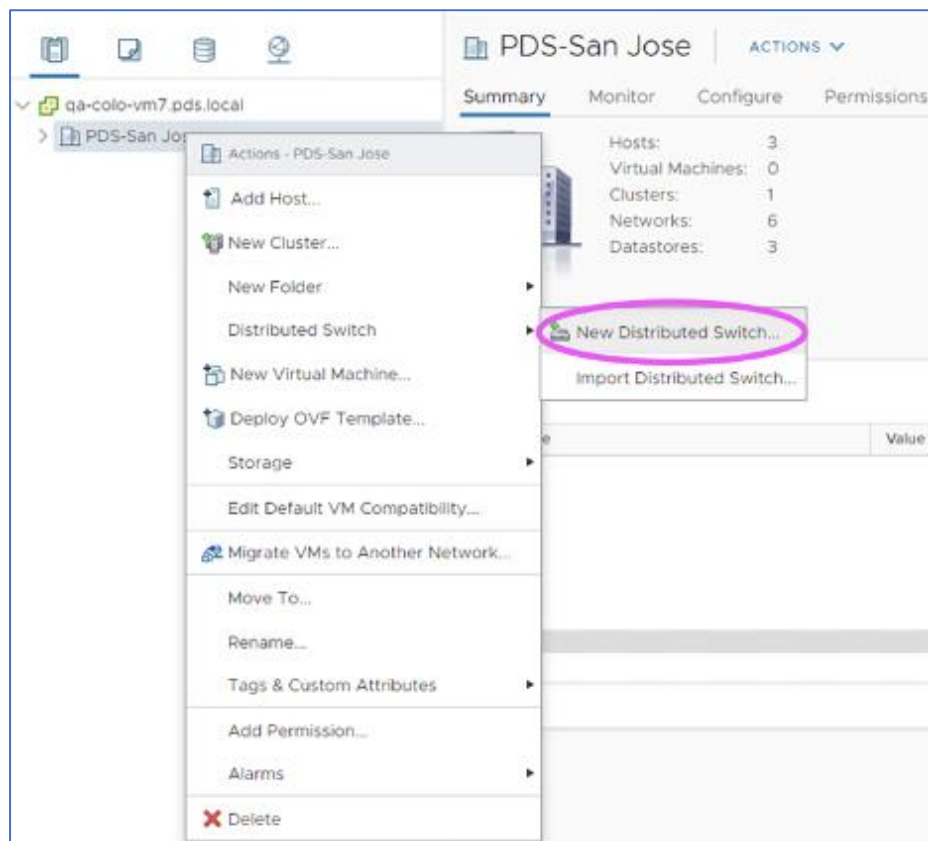 PDS-San Jose
ACTIONS
qa-colo-vm7.pds.local
Summary Monitor Configure Permissions
PDS-San Jo
Actions - PDS-San Jose
Hosts: 3
Virtual Machines: 0
Clusters: 1
Networks: 6
Datastores: 3
Add Host...
New Cluster...
New Folder
Distributed Switch
New Distributed Switch...
Import Distributed Switch...
New Virtual Machine...
Deploy OVF Template...
e Value
Storage
Edit Default VM Compatibility...
Migrate VMs to Another Network...
Move To...
Rename...
Tags & Custom Attributes
Add Permission...
Alarms
Delete